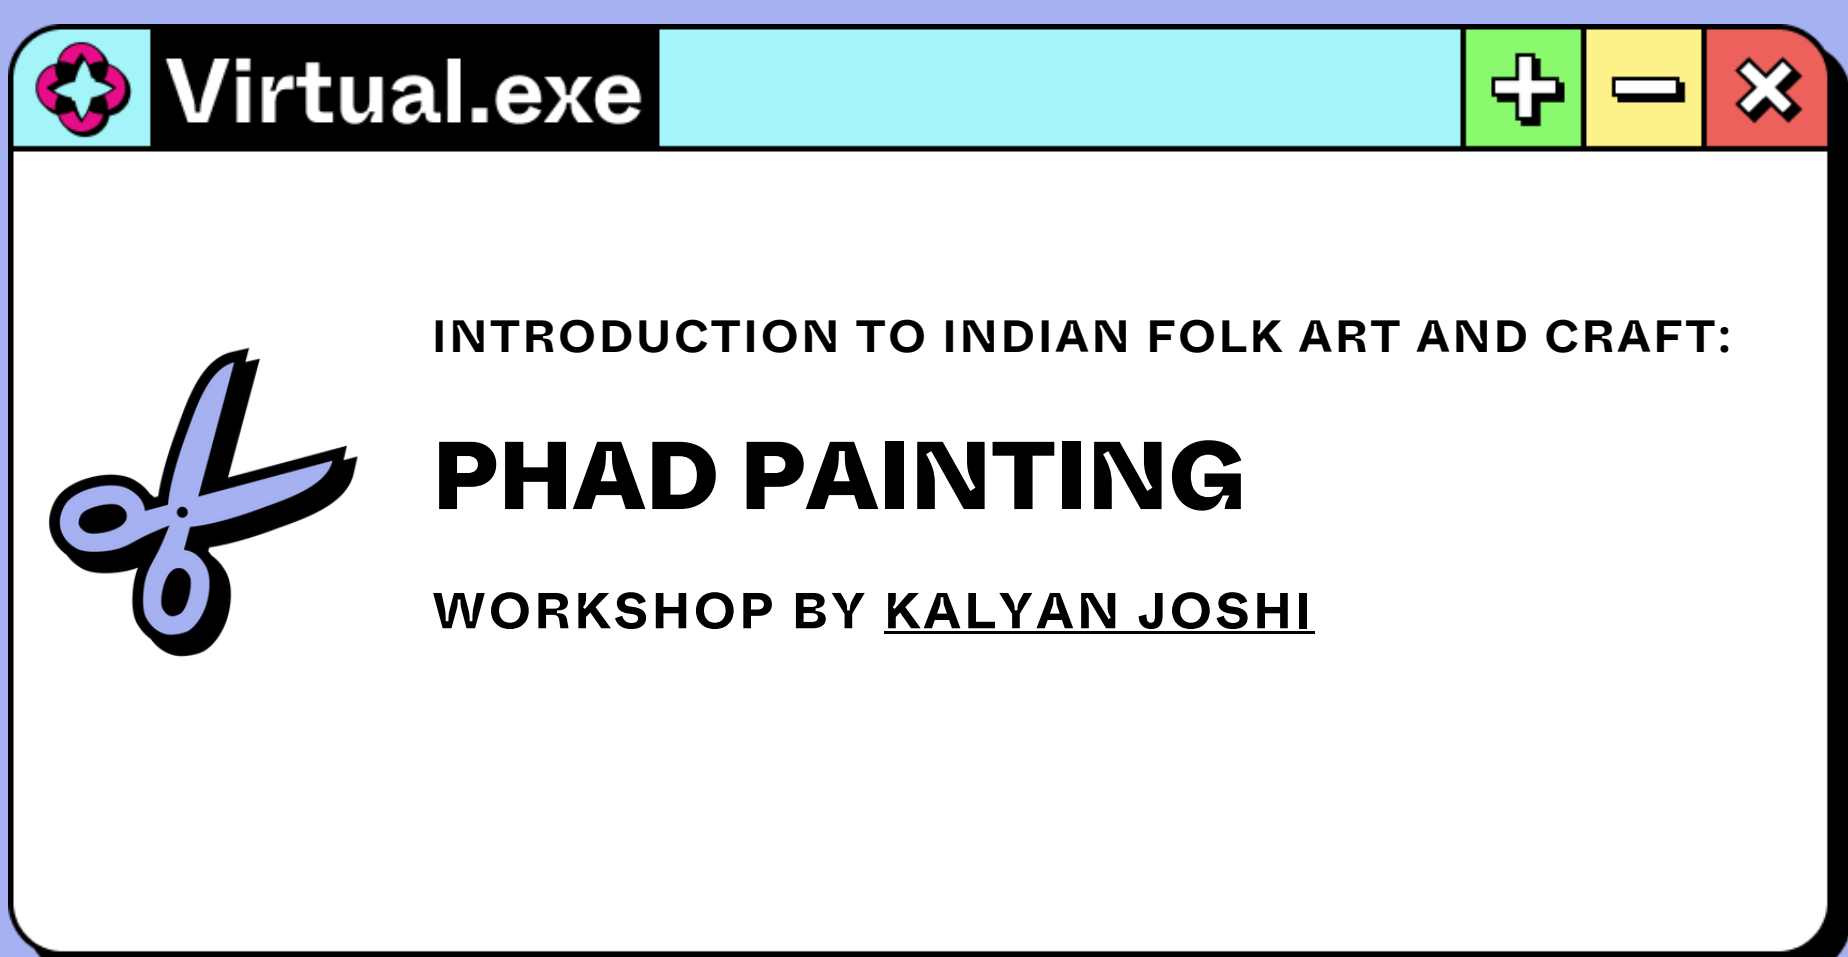 Virtual.exe
INTRODUCTION TO INDIAN FOLK ART AND CRAFT:
PHAD PAINTING
WORKSHOP BY KALYAN JOSHI